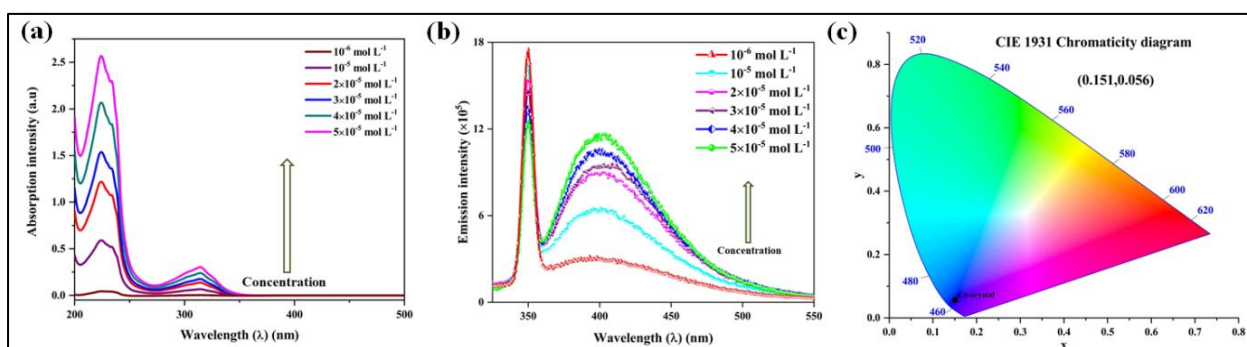 (a)
10⁻⁶ mol L⁻¹
10⁻⁵ mol L⁻¹
2×10⁻⁵ mol L⁻¹
3×10⁻⁵ mol L⁻¹
4×10⁻⁵ mol L⁻¹
5×10⁻⁵ mol L⁻¹
Concentration
Absorption intensity (a.u)
2.5
2.0
1.5
1.0
0.5
0.0
200
300
400
500
Wavelength (λ) (nm)
(b)
10⁻⁶ mol L⁻¹
10⁻⁵ mol L⁻¹
2×10⁻⁵ mol L⁻¹
3×10⁻⁵ mol L⁻¹
4×10⁻⁵ mol L⁻¹
5×10⁻⁵ mol L⁻¹
Concentration
Emission intensity (×10⁵)
18
12
6
0
350
400
450
500
550
Wavelength (λ) (nm)
(c)
CIE 1931 Chromaticity diagram
(0.151,0.056)
520
540
560
580
600
620
500
480
460
Co-crystal
y
0.8
0.6
0.4
0.2
0.0
0.0
0.1
0.2
0.3
0.4
0.5
0.6
0.7
0.8
x